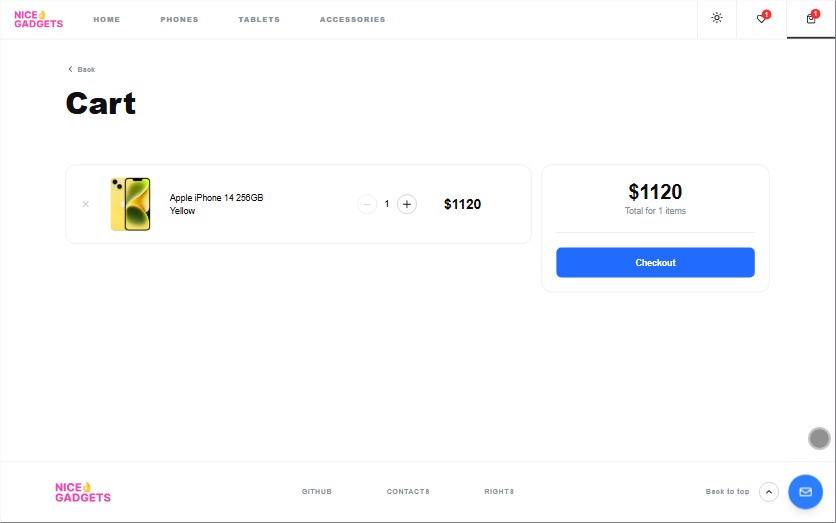 NICE👌
GADGETS
HOME
PHONES
TABLETS
ACCESSORIES
1
1
Back
Cart
Apple iPhone 14 256GB
Yellow
1
$1120
$1120
Total for 1 items
Checkout
NICE👌
GADGETS
GITHUB
CONTACTS
RIGHTS
Back to top